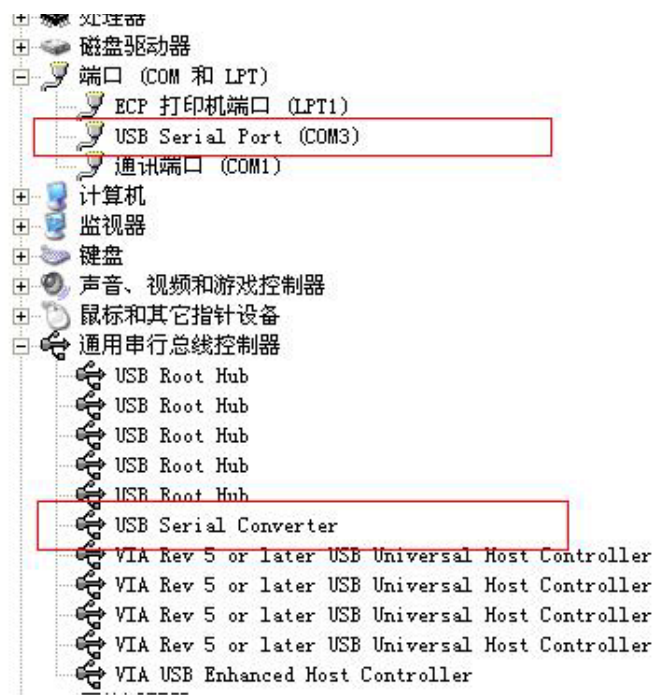 处理器
磁盘驱动器
端口 (COM 和 LPT)
ECP 打印机端口 (LPT1)
USB Serial Port (COM3)
通讯端口 (COM1)
计算机
监视器
键盘
声音、视频和游戏控制器
鼠标和其它指针设备
通用串行总线控制器
USB Root Hub
USB Root Hub
USB Root Hub
USB Root Hub
USB Root Hub
USB Serial Converter
VIA Rev 5 or later USB Universal Host Controller
VIA Rev 5 or later USB Universal Host Controller
VIA Rev 5 or later USB Universal Host Controller
VIA Rev 5 or later USB Universal Host Controller
VIA USB Enhanced Host Controller